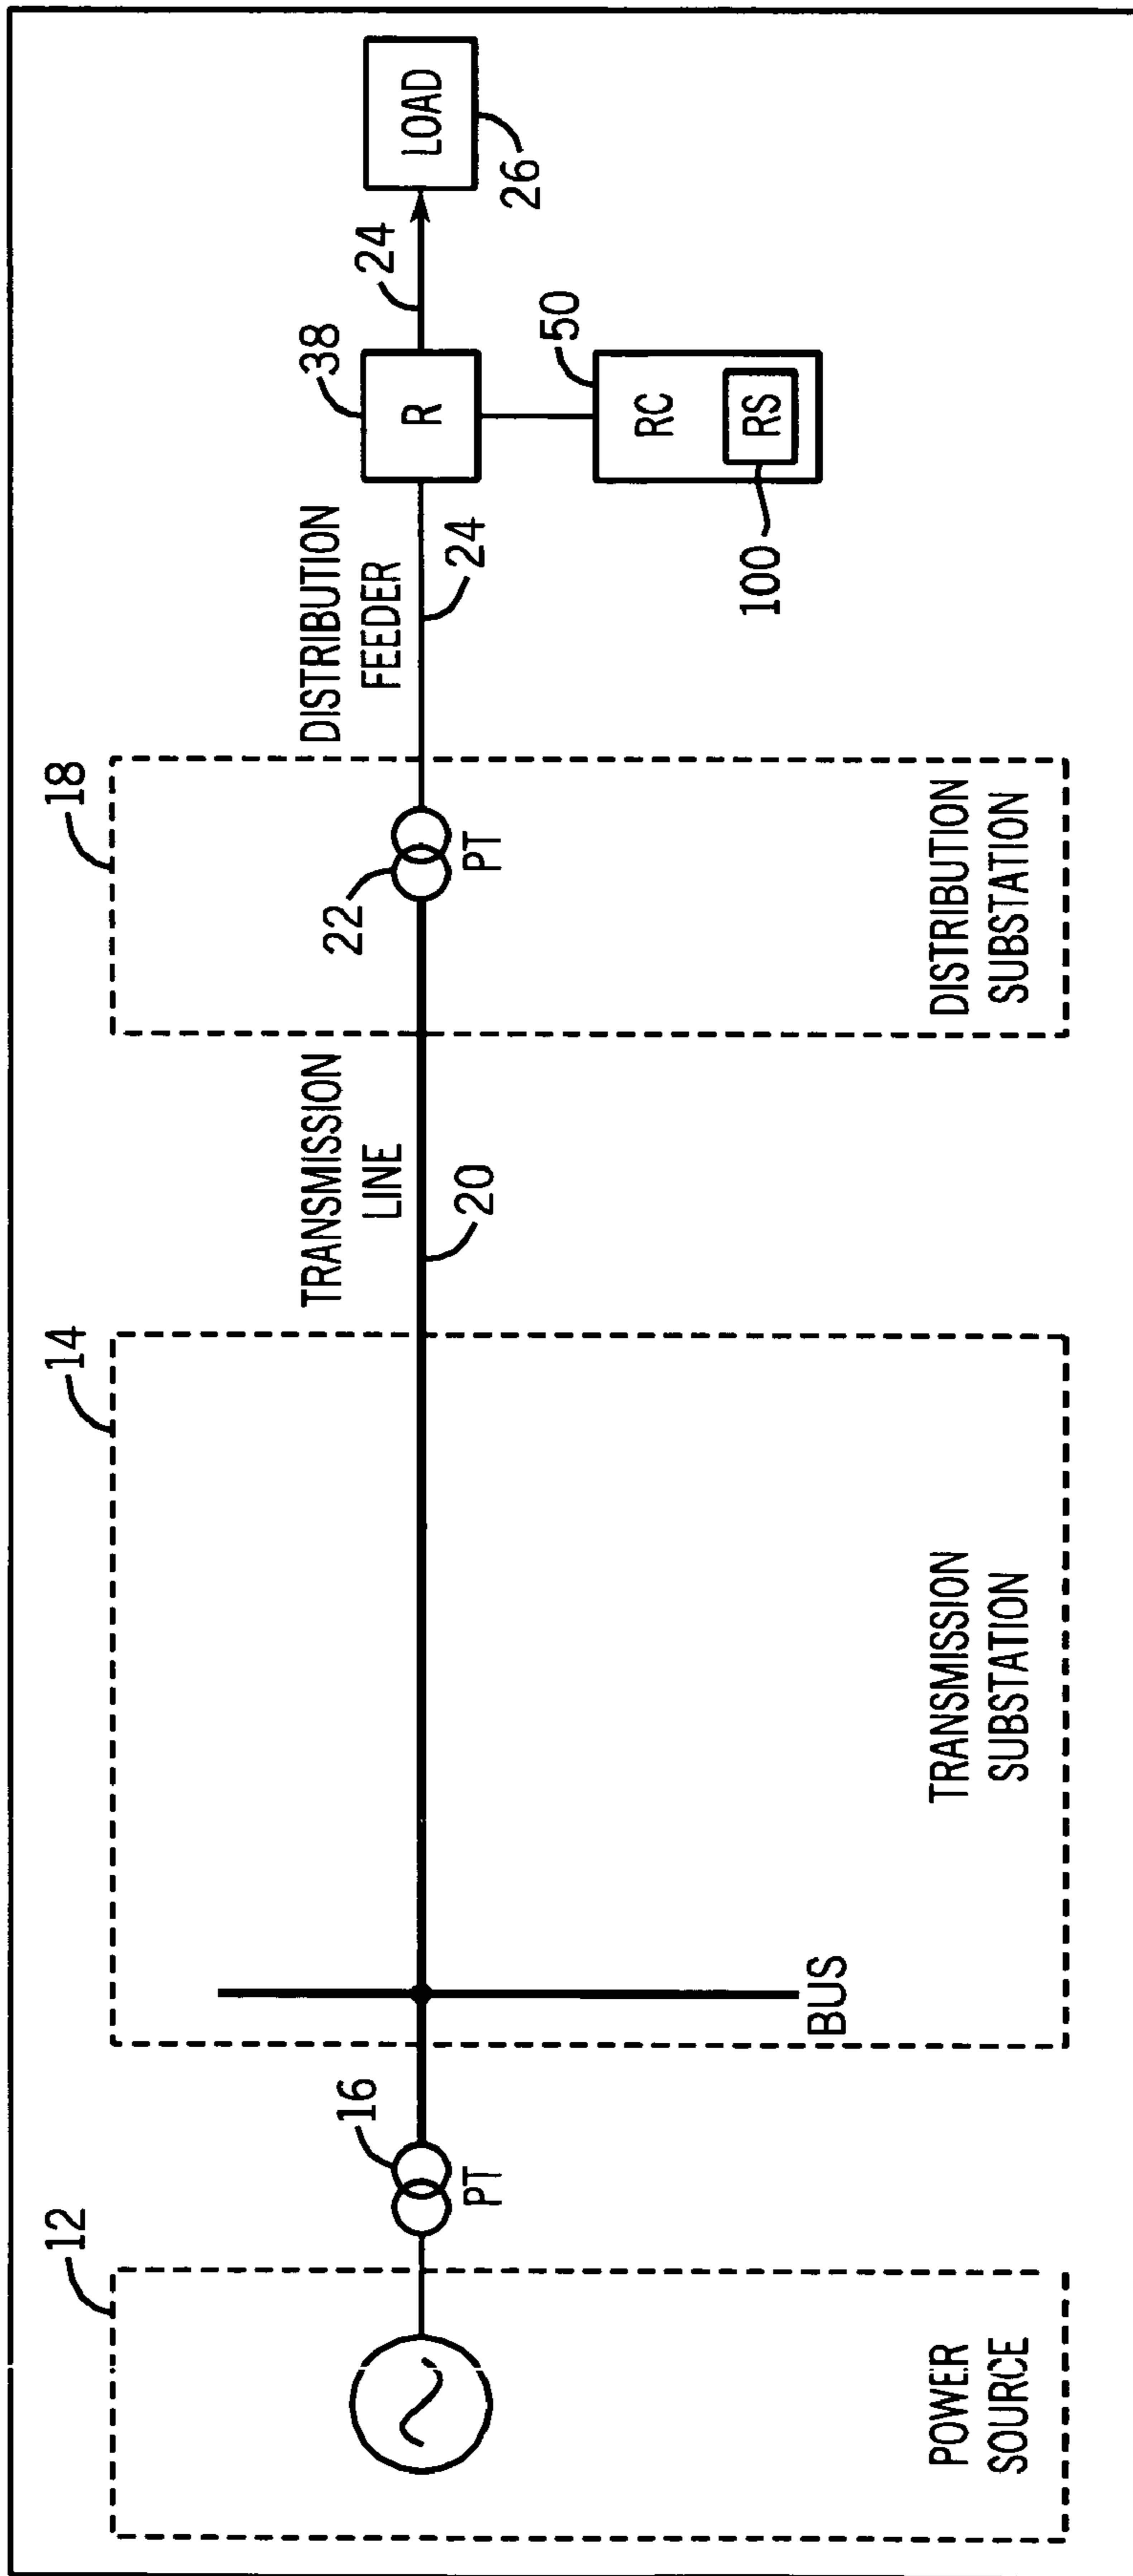 12
16
14
18
38
24
50
LOAD
26
PT
BUS
TRANSMISSION
LINE
20
22
PT
DISTRIBUTION
FEEDER
24
R
RC
RS
100
POWER
SOURCE
TRANSMISSION
SUBSTATION
DISTRIBUTION
SUBSTATION